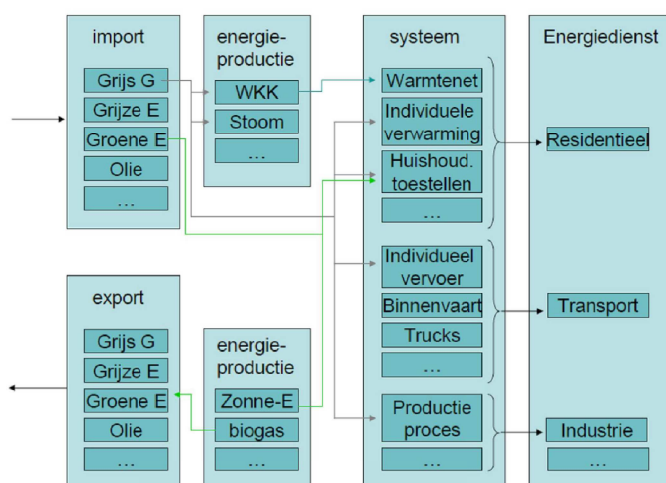 import
Grijs G
Grijze E
Groene E
Olie
...
export
Grijs G
Grijze E
Groene E
Olie
...
energie-
productie
WKK
Stoom
...
energie-
productie
Zonne-E
biogas
...
systeem
Warmtenet
Individuele
verwarming
Huishoud.
toestellen
...
Individueel
vervoer
Binnenvaart
Trucks
...
Productie
proces
...
Energiedienst
Residentieel
Transport
Industrie
...